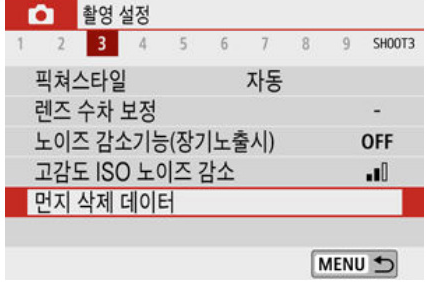 촬영 설정
1 2 3 4 5 6 7 8 9 SHOOT3
픽쳐스타일 자동
렌즈 수차 보정 -
노이즈 감소기능(장기노출시) OFF
고감도 ISO 노이즈 감소
먼지 삭제 데이터
MENU